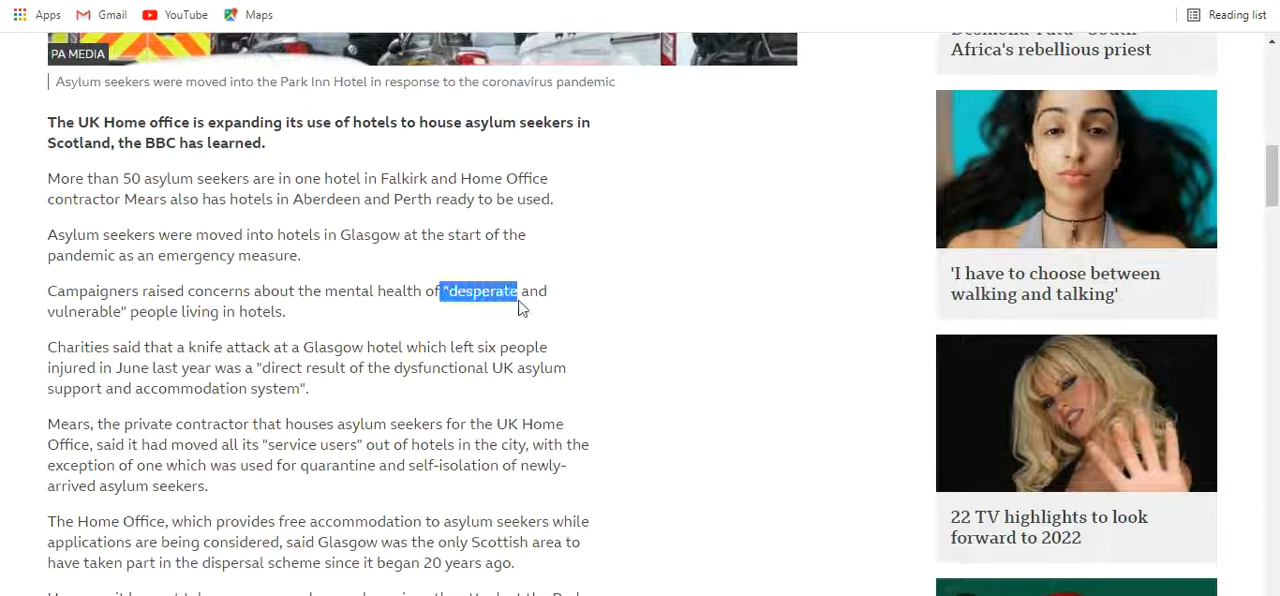 Apps Gmail YouTube Maps Reading list
PA MEDIA
Asylum seekers were moved into the Park Inn Hotel in response to the coronavirus pandemic
The UK Home office is expanding its use of hotels to house asylum seekers in
Scotland, the BBC has learned.
More than 50 asylum seekers are in one hotel in Falkirk and Home Office
contractor Mears also has hotels in Aberdeen and Perth ready to be used.
Asylum seekers were moved into hotels in Glasgow at the start of the
pandemic as an emergency measure.
Campaigners raised concerns about the mental health of "desperate and
vulnerable" people living in hotels.
Charities said that a knife attack at a Glasgow hotel which left six people
injured in June last year was a "direct result of the dysfunctional UK asylum
support and accommodation system".
Mears, the private contractor that houses asylum seekers for the UK Home
Office, said it had moved all its "service users" out of hotels in the city, with the
exception of one which was used for quarantine and self-isolation of newly-
arrived asylum seekers.
The Home Office, which provides free accommodation to asylum seekers while
applications are being considered, said Glasgow was the only Scottish area to
have taken part in the dispersal scheme since it began 20 years ago.
Africa's rebellious priest
'I have to choose between
walking and talking'
22 TV highlights to look
forward to 2022